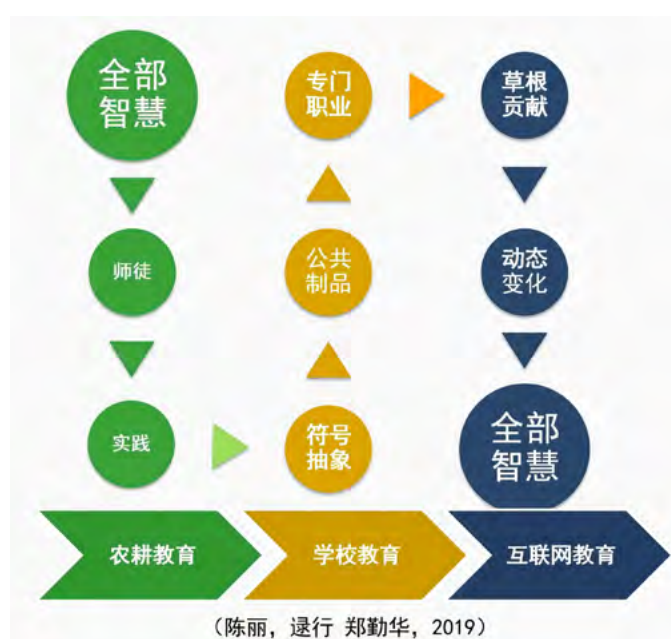 全部
智慧
师徒
实践
符号
抽象
公共
制品
专门
职业
草根
贡献
动态
变化
全部
智慧
农耕教育
学校教育
互联网教育
（陈丽，逯行 郑勤华，2019）